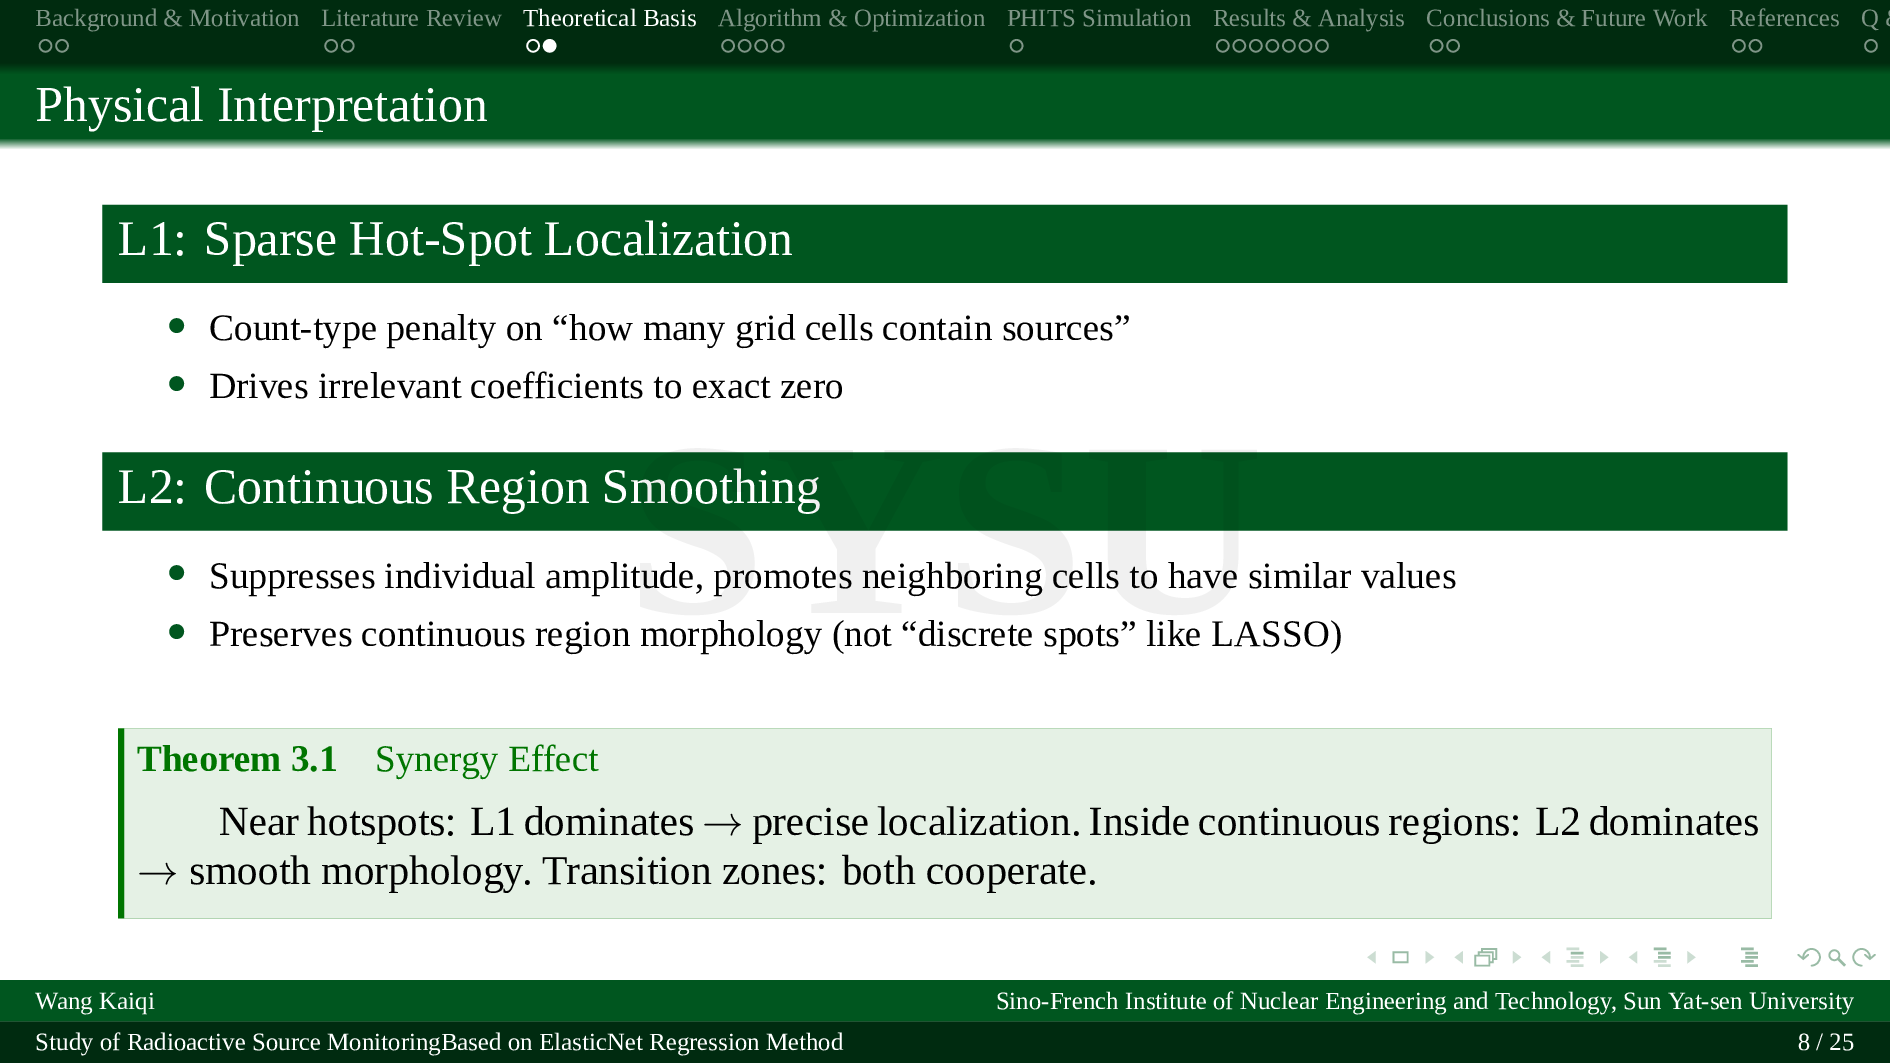 Background & Motivation Literature Review Theoretical Basis Algorithm & Optimization PHITS Simulation Results & Analysis Conclusions & Future Work References Q &
Physical Interpretation
L1: Sparse Hot-Spot Localization
• Count-type penalty on “how many grid cells contain sources”
• Drives irrelevant coefficients to exact zero
L2: Continuous Region Smoothing
SYSU
• Suppresses individual amplitude, promotes neighboring cells to have similar values
• Preserves continuous region morphology (not “discrete spots” like LASSO)
Theorem 3.1 Synergy Effect
Near hotspots: L1 dominates → precise localization. Inside continuous regions: L2 dominates
→ smooth morphology. Transition zones: both cooperate.
Wang Kaiqi Sino-French Institute of Nuclear Engineering and Technology, Sun Yat-sen University
Study of Radioactive Source MonitoringBased on ElasticNet Regression Method 8 / 25